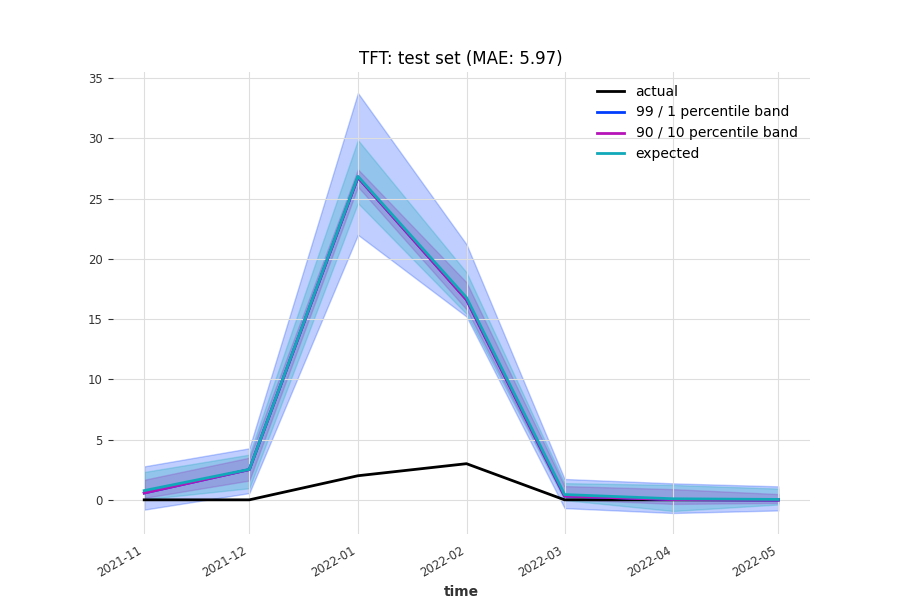 TFT: test set (MAE: 5.97)
35
30
25
20
15
10
5
0
actual
99 / 1 percentile band
90 / 10 percentile band
expected
2021-11
2021-12
2022-01
2022-02
2022-03
2022-04
2022-05
time